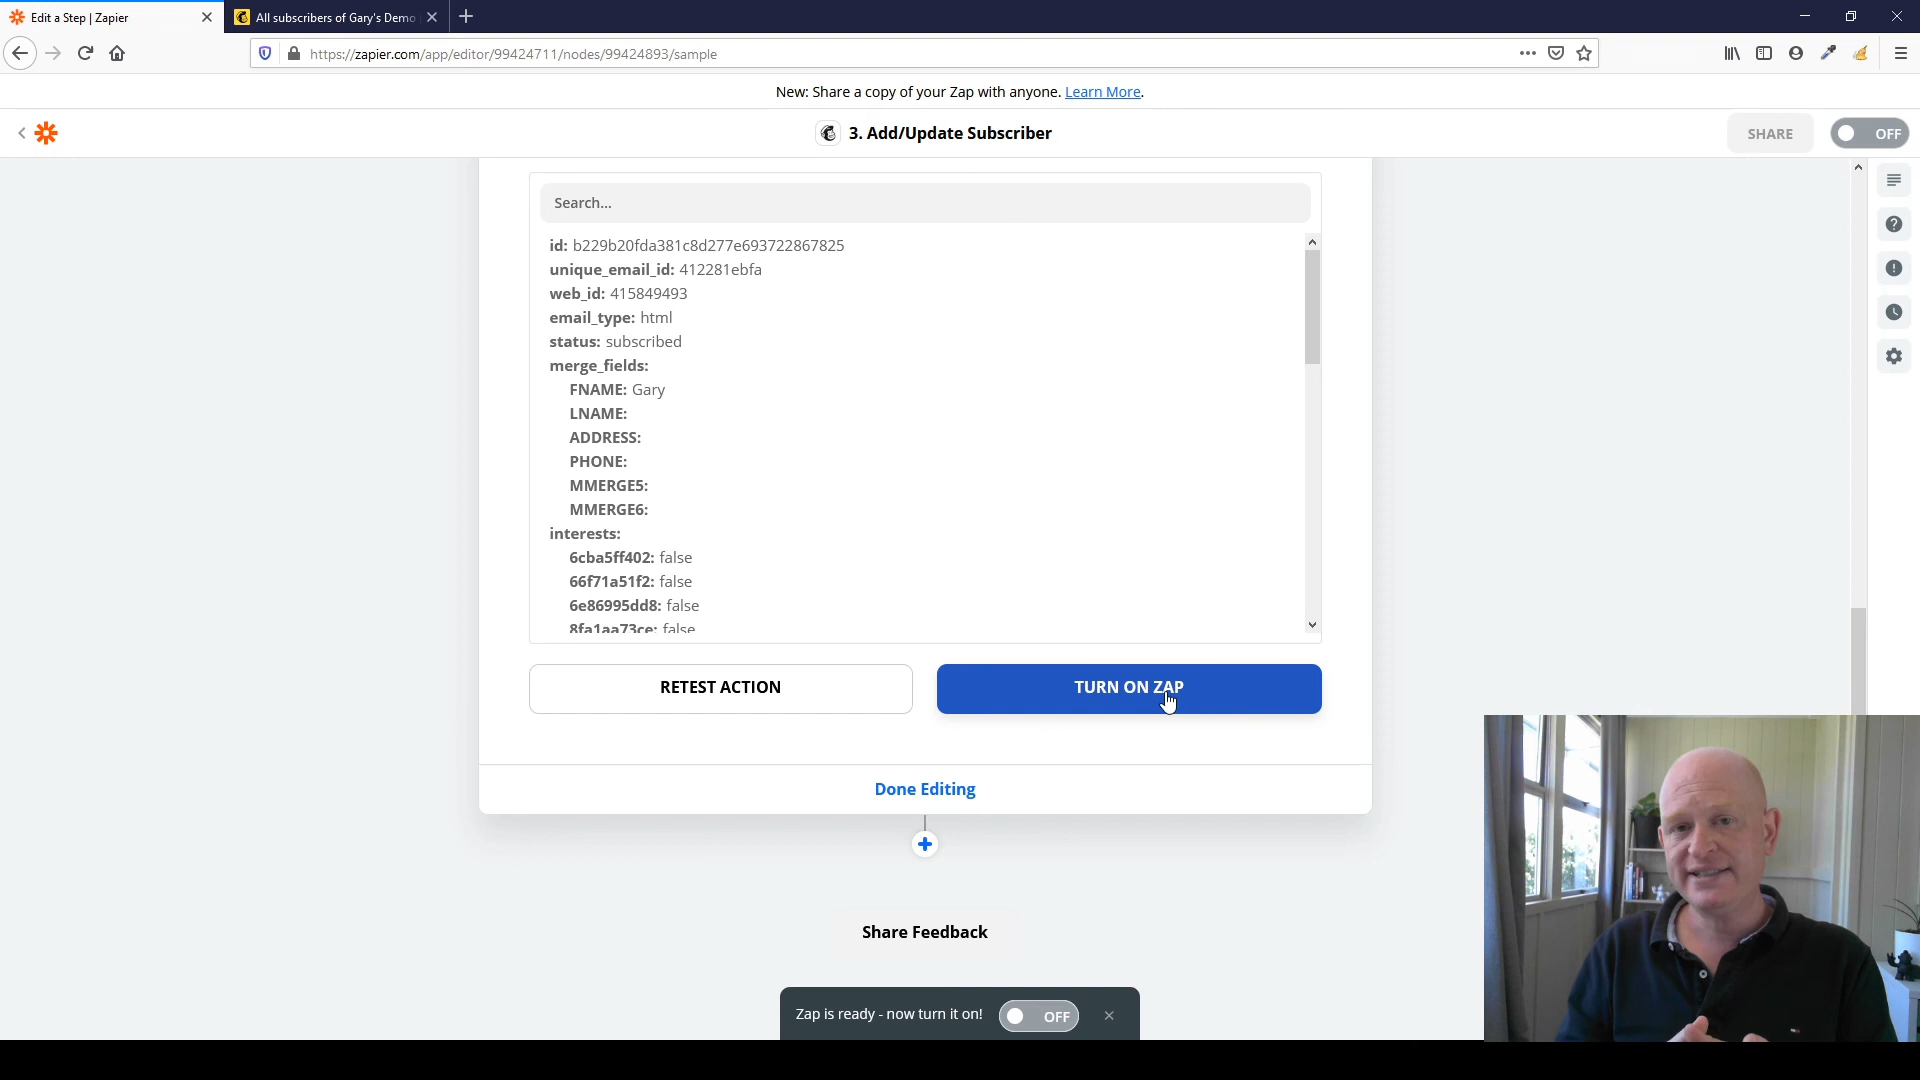 Edit a Step | Zapier
All subscribers of Gary's Demo
https://zapier.com/app/editor/99424711/nodes/99424893/sample
New: Share a copy of your Zap with anyone. Learn More.
3. Add/Update Subscriber
SHARE
OFF
Search...
id: b229b20fda381c8d277e693722867825
unique_email_id: 412281ebfa
web_id: 415849493
email_type: html
status: subscribed
merge_fields:
FNAME: Gary
LNAME:
ADDRESS:
PHONE:
MMERGE5:
MMERGE6:
interests:
6cba5ff402: false
66f71a51f2: false
6e86995dd8: false
8fa1aa73ce: false
RETEST ACTION
TURN ON ZAP
Done Editing
Share Feedback
Zap is ready - now turn it on!
OFF